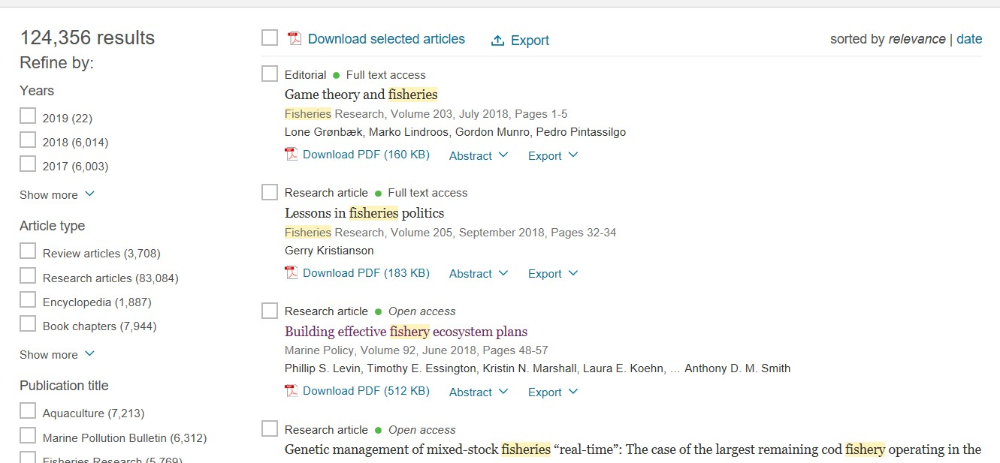 124,356 results
Refine by:
Years
2019 (22)
2018 (6,014)
2017 (6,003)
Show more
Article type
Review articles (3,708)
Research articles (83,084)
Encyclopedia (1,887)
Book chapters (7,944)
Show more
Publication title
Aquaculture (7,213)
Marine Pollution Bulletin (6,312)
Fisheries Research (5,769)
Download selected articles Export sorted by relevance | date
Editorial Full text access
Game theory and fisheries
Fisheries Research, Volume 203, July 2018, Pages 1-5
Lone Grønbæk, Marko Lindroos, Gordon Munro, Pedro Pintassilgo
Download PDF (160 KB) Abstract Export
Research article Full text access
Lessons in fisheries politics
Fisheries Research, Volume 205, September 2018, Pages 32-34
Gerry Kristianson
Download PDF (183 KB) Abstract Export
Research article Open access
Building effective fishery ecosystem plans
Marine Policy, Volume 92, June 2018, Pages 48-57
Phillip S. Levin, Timothy E. Essington, Kristin N. Marshall, Laura E. Koehn, … Anthony D. M. Smith
Download PDF (512 KB) Abstract Export
Research article Open access
Genetic management of mixed-stock fisheries “real-time”: The case of the largest remaining cod fishery operating in the